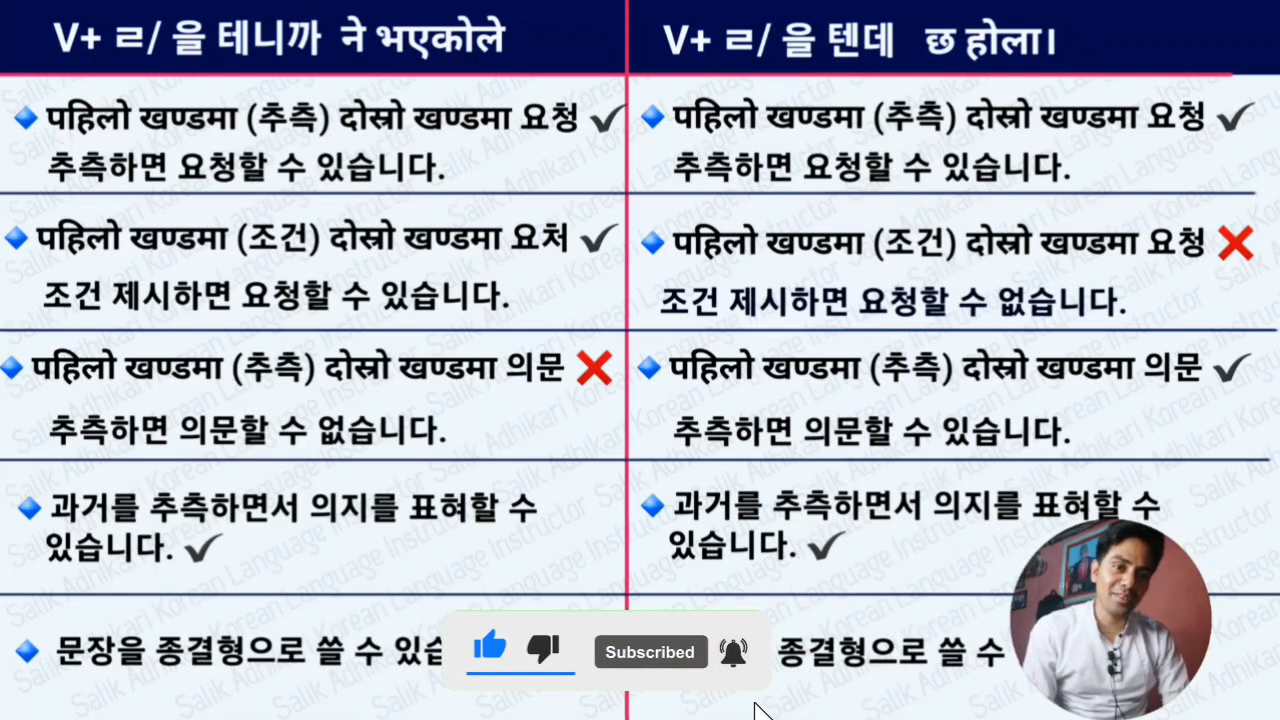 V+ ㄹ/ 을 테니까 ने भएकोले
पहिलो खण्डमा (추측) दोस्रो खण्डमा 요청
추측하면 요청할 수 있습니다.
पहिलो खण्डमा (조건) दोस्रो खण्डमा 요처
조건 제시하면 요청할 수 있습니다.
पहिलो खण्डमा (추측) दोस्रो खण्डमा 의문
추측하면 의문할 수 없습니다.
과거를 추측하면서 의지를 표혀할 수
있습니다.
문장을 종결형으로 쓸 수 있습
V+ ㄹ/ 을 텐데 छ होला।
पहिलो खण्डमा (추측) दोस्रो खण्डमा 요청
추측하면 요청할 수 있습니다.
पहिलो खण्डमा (조건) दोस्रो खण्डमा 요청
조건 제시하면 요청할 수 없습니다.
पहिलो खण्डमा (추측) दोस्रो खण्डमा 의문
추측하면 의문할 수 있습니다.
과거를 추측하면서 의지를 표혀할 수
있습니다.
종결형으로 쓸 수
Subscribed
Salik Adhikari Korean Language Instructor